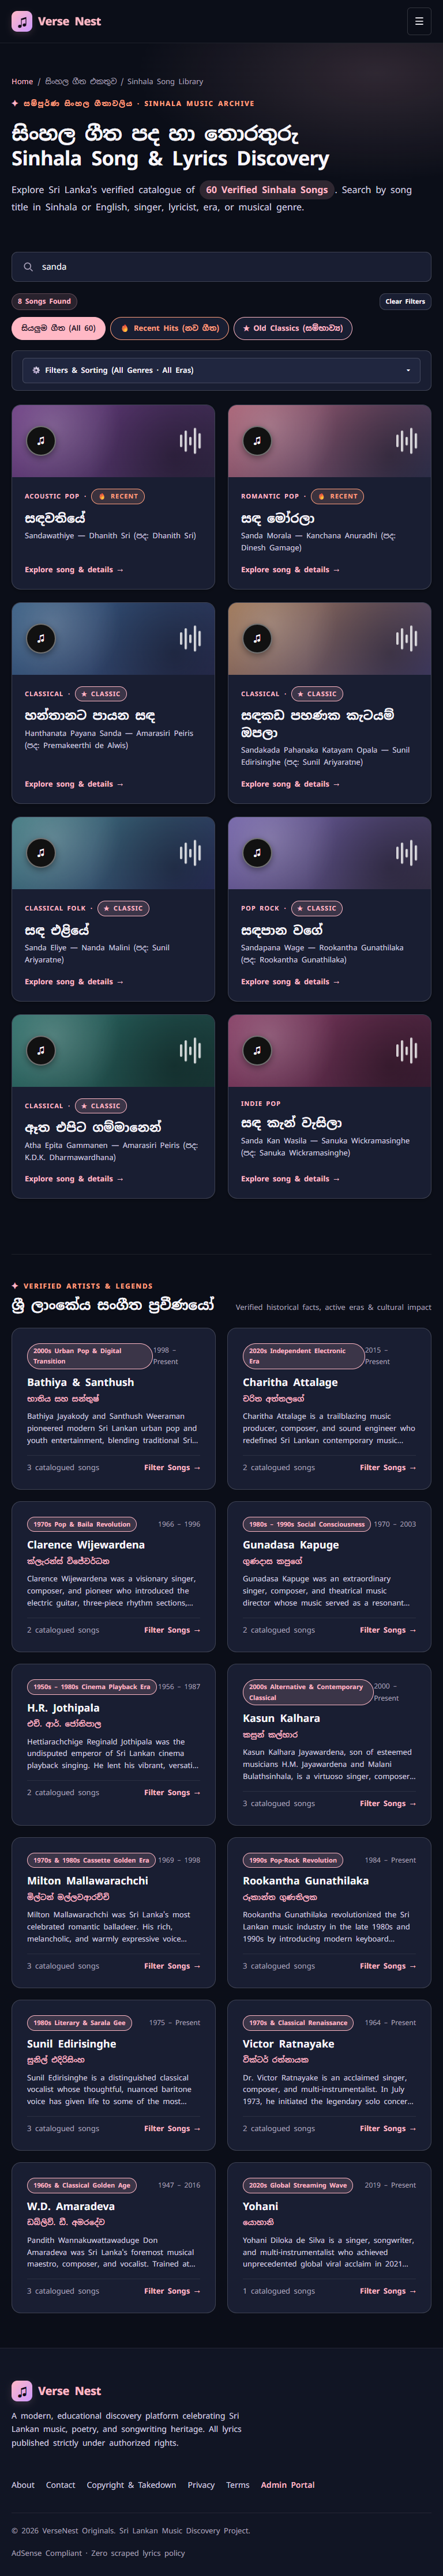 Verse Nest
Home / සිංහල ගීත එකතුව / Sinhala Song Library
✦ සම්පූර්ණ සිංහල ගීතාවලිය · SINHALA MUSIC ARCHIVE
සිංහල ගීත පද හා තොරතුරු
Sinhala Song & Lyrics Discovery
Explore Sri Lanka's verified catalogue of 60 Verified Sinhala Songs. Search by song
title in Sinhala or English, singer, lyricist, era, or musical genre.
sanda
8 Songs Found
Clear Filters
සියලුම ගීත (All 60)
🔥 Recent Hits (නව ගීත)
★ Old Classics (සම්භාව්‍ය)
⚙ Filters & Sorting (All Genres · All Eras)
ACOUSTIC POP · 🔥 RECENT
සඳවතියේ
Sandawathiye — Dhanith Sri (පද: Dhanith Sri)
Explore song & details →
ROMANTIC POP · 🔥 RECENT
සඳ මෝරලා
Sanda Morala — Kanchana Anuradhi (පද:
Dinesh Gamage)
Explore song & details →
CLASSICAL · ★ CLASSIC
හන්තානට පායන සඳ
Hanthanata Payana Sanda — Amarasiri Peiris
(පද: Premakeerthi de Alwis)
Explore song & details →
CLASSICAL · ★ CLASSIC
සඳකඩ පහණක කැටයම්
ඔපලා
Sandakada Pahanaka Katayam Opala — Sunil
Edirisinghe (පද: Sunil Ariyaratne)
Explore song & details →
CLASSICAL FOLK · ★ CLASSIC
සඳ එළියේ
Sanda Eliye — Nanda Malini (පද: Sunil
Ariyaratne)
Explore song & details →
POP ROCK · ★ CLASSIC
සඳපාන වගේ
Sandapana Wage — Rookantha Gunathilaka
(පද: Rookantha Gunathilaka)
Explore song & details →
CLASSICAL · ★ CLASSIC
ඈත එපිට ගම්මානෙන්
Atha Epita Gammanen — Amarasiri Peiris (පද:
K.D.K. Dharmawardhana)
Explore song & details →
INDIE POP
සඳ කැන් වැසිලා
Sanda Kan Wasila — Sanuka Wickramasinghe
(පද: Sanuka Wickramasinghe)
Explore song & details →
✦ VERIFIED ARTISTS & LEGENDS
ශ්‍රී ලාංකේය සංගීත ප්‍රවීණයෝ
Verified historical facts, active eras & cultural impact
2000s Urban Pop & Digital
Transition
1998 –
Present
Bathiya & Santhush
භාතිය සහ සන්තුෂ්
Bathiya Jayakody and Santhush Weeraman
pioneered modern Sri Lankan urban pop and
youth entertainment, blending traditional Sri…
3 catalogued songs
Filter Songs →
2020s Independent Electronic
Era
2015 –
Present
Charitha Attalage
චරිත අත්තලගේ
Charitha Attalage is a trailblazing music
producer, composer, and sound engineer who
redefined Sri Lankan contemporary music…
2 catalogued songs
Filter Songs →
1970s Pop & Baila Revolution
1966 – 1996
Clarence Wijewardena
ක්ලැරන්ස් විජේවර්ධන
Clarence Wijewardena was a visionary singer,
composer, and pioneer who introduced the
electric guitar, three-piece rhythm sections,…
2 catalogued songs
Filter Songs →
1980s – 1990s Social Consciousness
1970 – 2003
Gunadasa Kapuge
ගුණදාස කපුගේ
Gunadasa Kapuge was an extraordinary
singer, composer, and theatrical music
director whose music served as a resonant…
2 catalogued songs
Filter Songs →
1950s – 1980s Cinema Playback Era
1956 – 1987
H.R. Jothipala
එච්. ආර්. ජෝතිපාල
Hettiarachchige Reginald Jothipala was the
undisputed emperor of Sri Lankan cinema
playback singing. He lent his vibrant, versati…
2 catalogued songs
Filter Songs →
2000s Alternative & Contemporary
Classical
2000 –
Present
Kasun Kalhara
කසුන් කල්හාර
Kasun Kalhara Jayawardena, son of esteemed
musicians H.M. Jayawardena and Malani
Bulathsinhala, is a virtuoso singer, composer…
3 catalogued songs
Filter Songs →
1970s & 1980s Cassette Golden Era
1969 – 1998
Milton Mallawarachchi
මිල්ටන් මල්ලවආරච්චි
Milton Mallawarachchi was Sri Lanka's most
celebrated romantic balladeer. His rich,
melancholic, and warmly expressive voice…
3 catalogued songs
Filter Songs →
1990s Pop-Rock Revolution
1984 – Present
Rookantha Gunathilaka
රූකාන්ත ගුණතිලක
Rookantha Gunathilaka revolutionized the Sri
Lankan music industry in the late 1980s and
1990s by introducing modern keyboard…
3 catalogued songs
Filter Songs →
1980s Literary & Sarala Gee
1975 – Present
Sunil Edirisinghe
සුනිල් එදිරිසිංහ
Sunil Edirisinghe is a distinguished classical
vocalist whose thoughtful, nuanced baritone
voice has given life to some of the most…
3 catalogued songs
Filter Songs →
1970s & Classical Renaissance
1964 – Present
Victor Ratnayake
වික්ටර් රත්නායක
Dr. Victor Ratnayake is an acclaimed singer,
composer, and multi-instrumentalist. In July
1973, he initiated the legendary solo concer…
2 catalogued songs
Filter Songs →
1960s & Classical Golden Age
1947 – 2016
W.D. Amaradeva
ඩබ්ලිව්. ඩී. අමරදේව
Pandith Wannakuwattawaduge Don
Amaradeva was Sri Lanka's foremost musical
maestro, composer, and vocalist. Trained at…
3 catalogued songs
Filter Songs →
2020s Global Streaming Wave
2019 – Present
Yohani
යොහානි
Yohani Diloka de Silva is a singer, songwriter,
and multi-instrumentalist who achieved
unprecedented global viral acclaim in 2021…
1 catalogued songs
Filter Songs →
Verse Nest
A modern, educational discovery platform celebrating Sri
Lankan music, poetry, and songwriting heritage. All lyrics
published strictly under authorized rights.
About Contact Copyright & Takedown Privacy Terms Admin Portal
© 2026 VerseNest Originals. Sri Lankan Music Discovery Project.
AdSense Compliant · Zero scraped lyrics policy